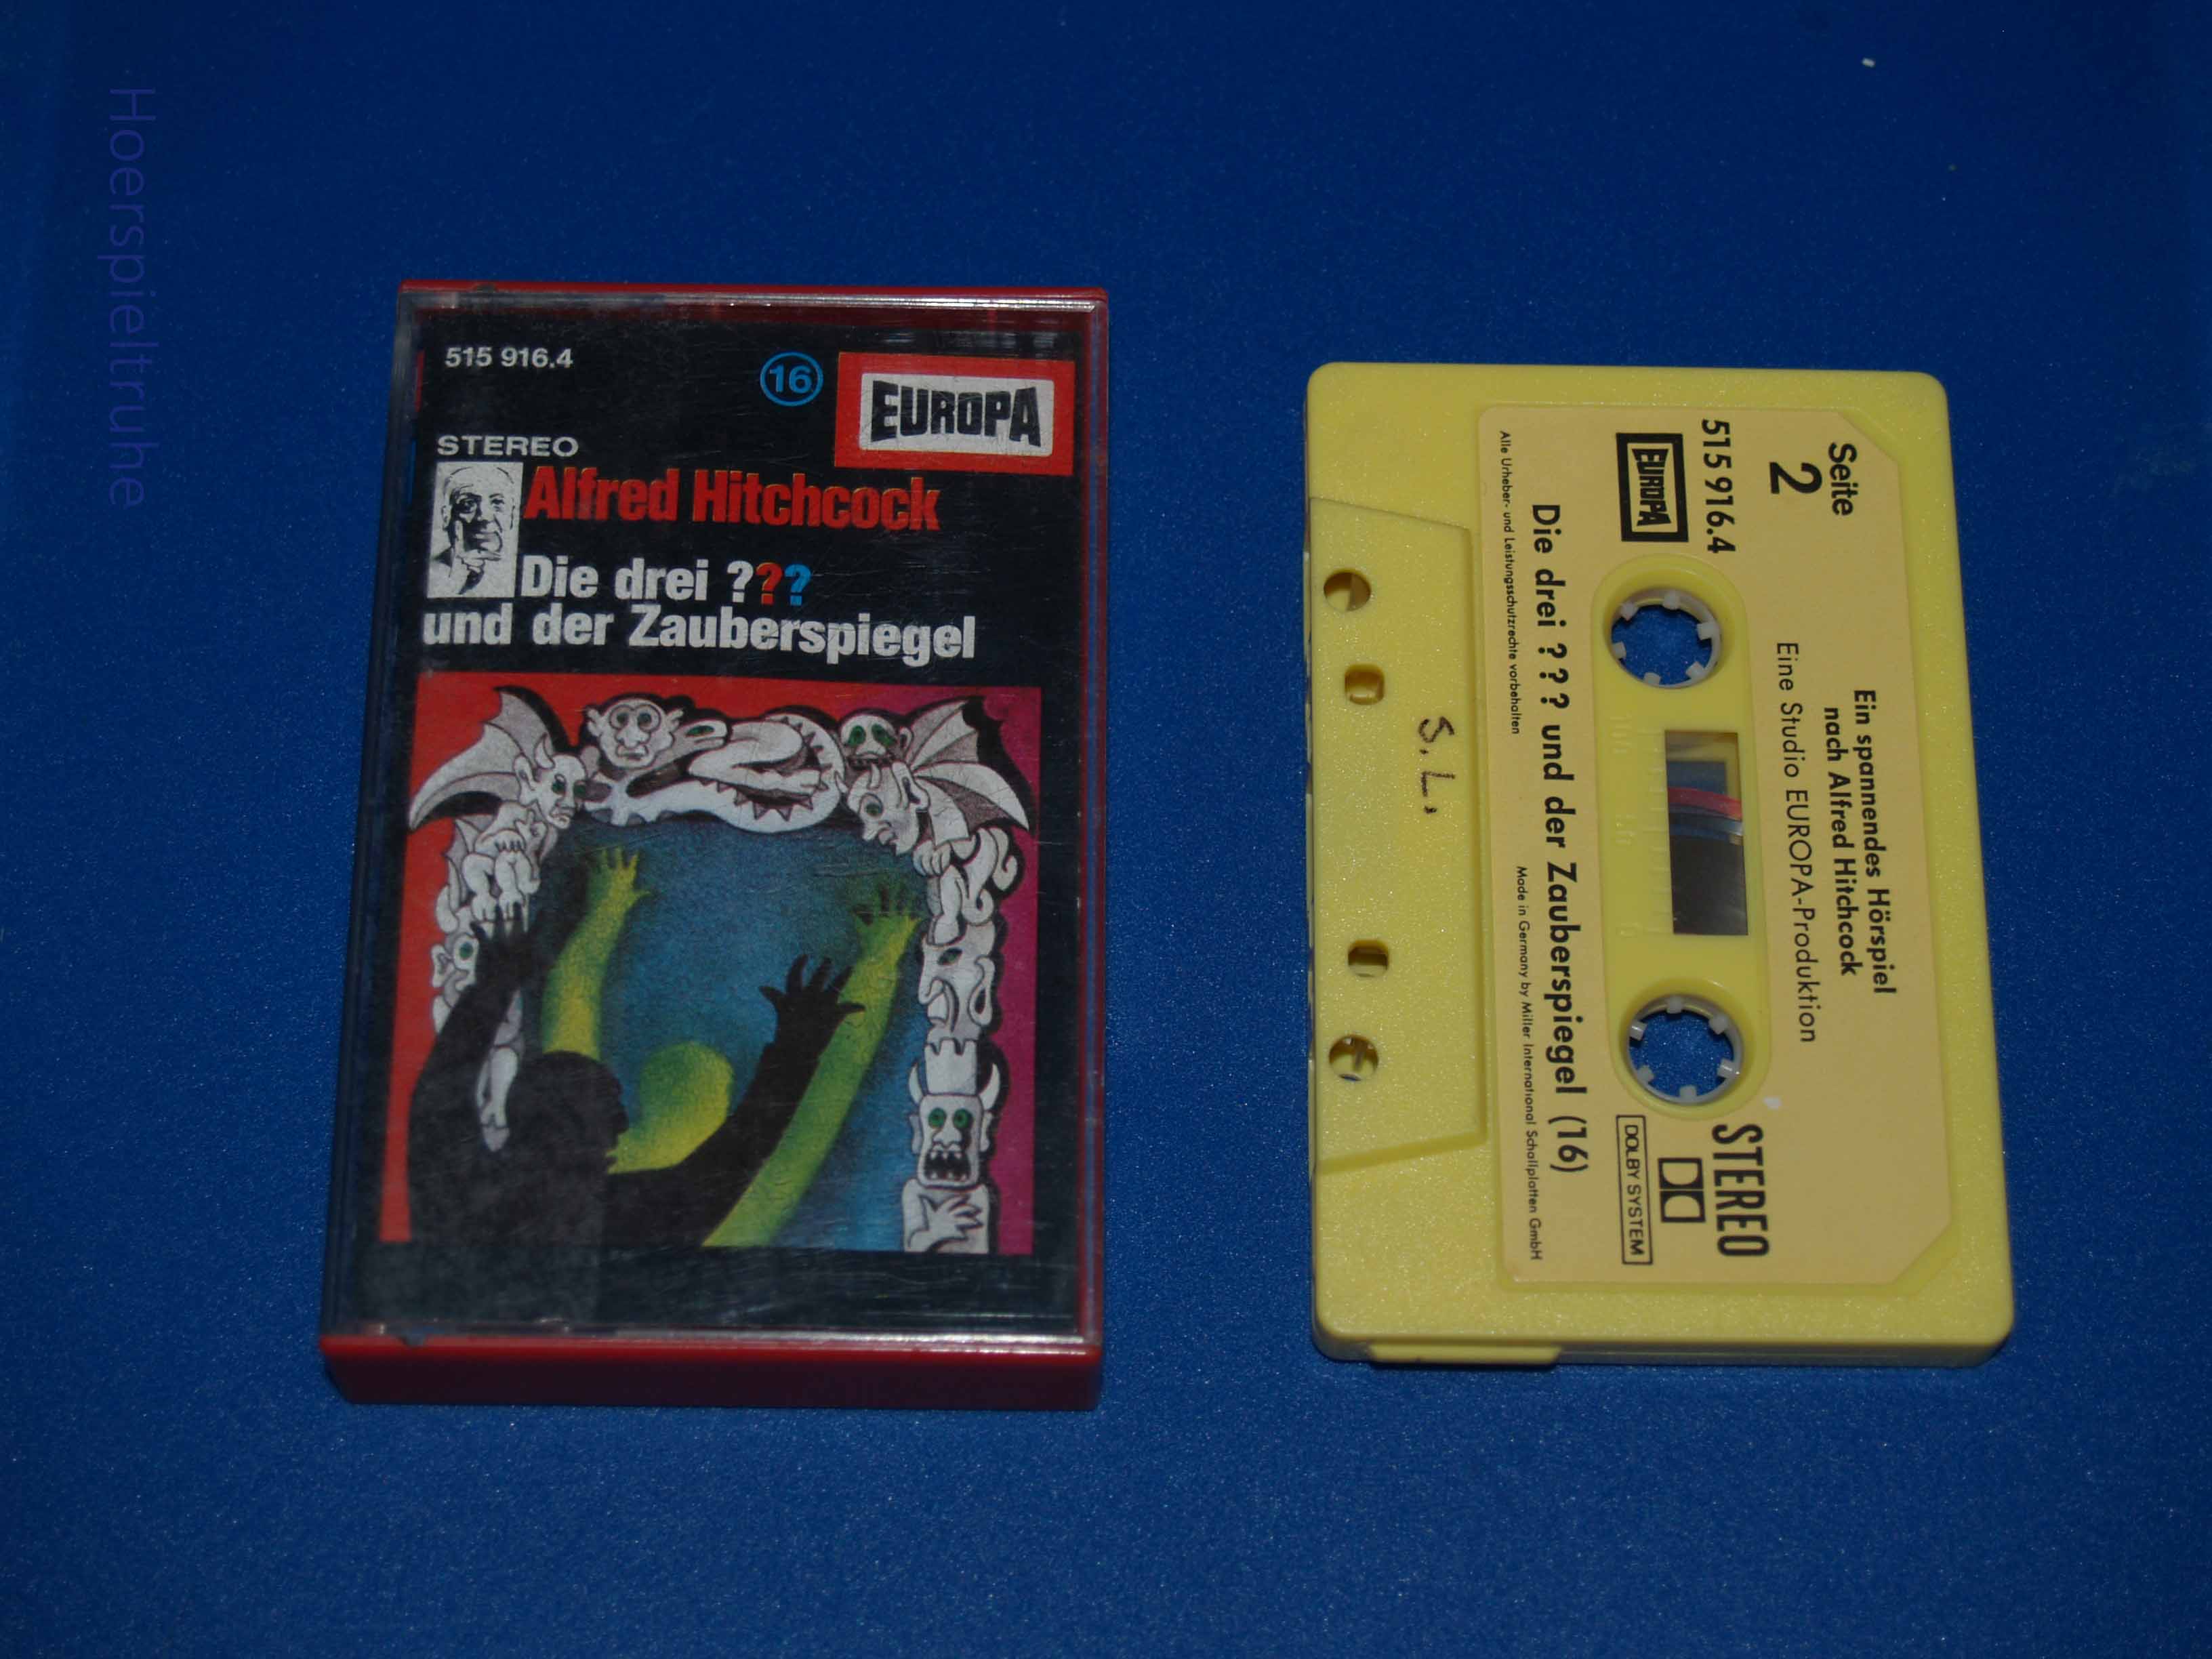 Hoerspieltruhe
515 916.4
16
EUROPA
STEREO
Alfred Hitchcock
Die drei ???
und der Zauberspiegel
Seite
2
Ein spannendes Hörspiel
nach Alfred Hitchcock
Eine Studio EUROPA-Produktion
515 916.4
EUROPA
STEREO
DOLBY SYSTEM
Die drei ? ? ? und der Zauberspiegel (16)
Alle Urheber- und Leistungsschutzrechte vorbehalten
Made in Germany by Miller International Schallplatten GmbH
S. L.